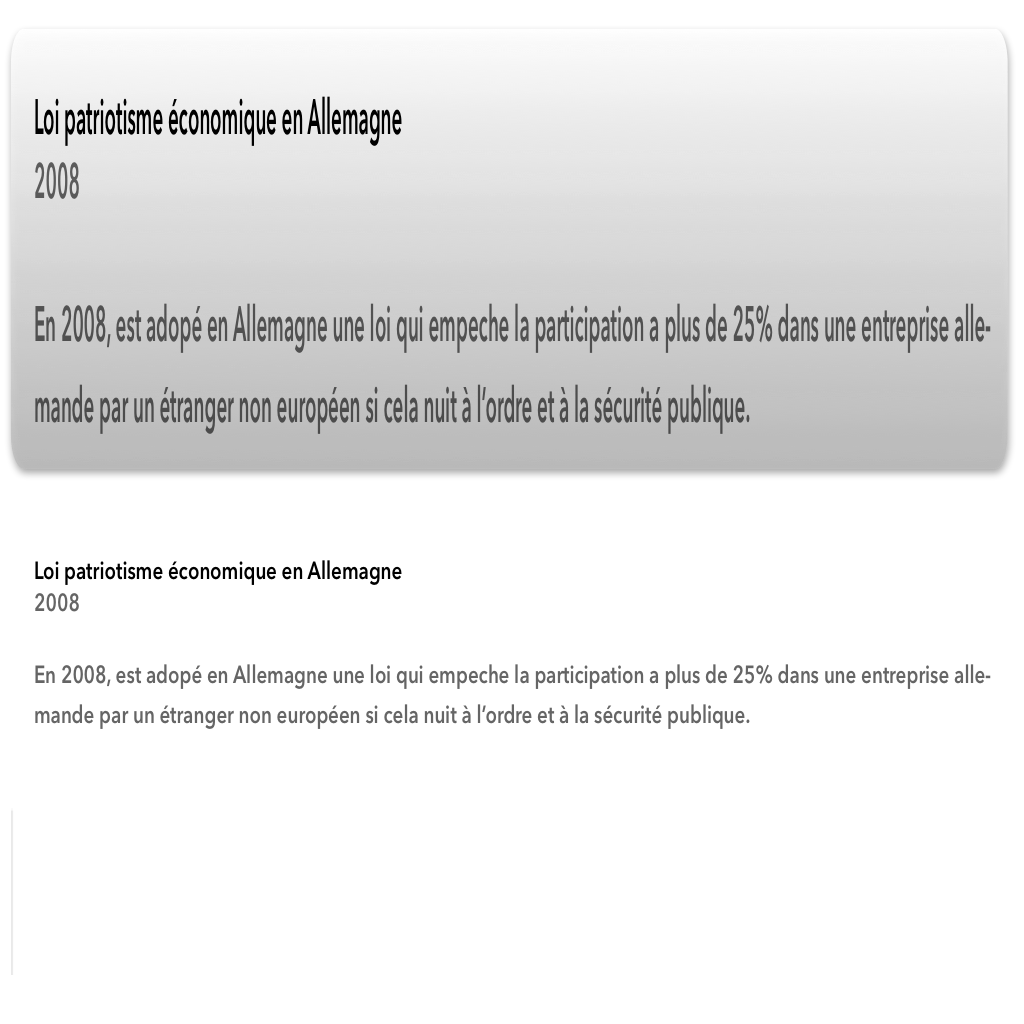 Loi patriotisme économique en Allemagne
2008
En 2008, est adopé en Allemagne une loi qui empeche la participation a plus de 25% dans une entreprise alle-
mande par un étranger non européen si cela nuit à l’ordre et à la sécurité publique.
Loi patriotisme économique en Allemagne
2008
En 2008, est adopé en Allemagne une loi qui empeche la participation a plus de 25% dans une entreprise alle-
mande par un étranger non européen si cela nuit à l’ordre et à la sécurité publique.